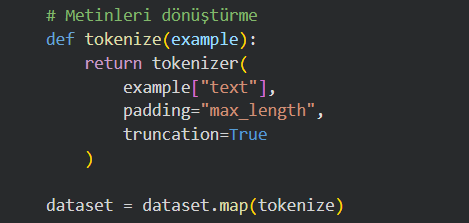 # Metinleri dönüştürme
def tokenize(example):
    return tokenizer(
        example["text"],
        padding="max_length",
        truncation=True
    )
dataset = dataset.map(tokenize)